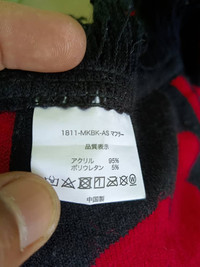 1811-MKBK-AS マフラー
品質表示
アクリル 95%
ポリウレタン 5%
中国製